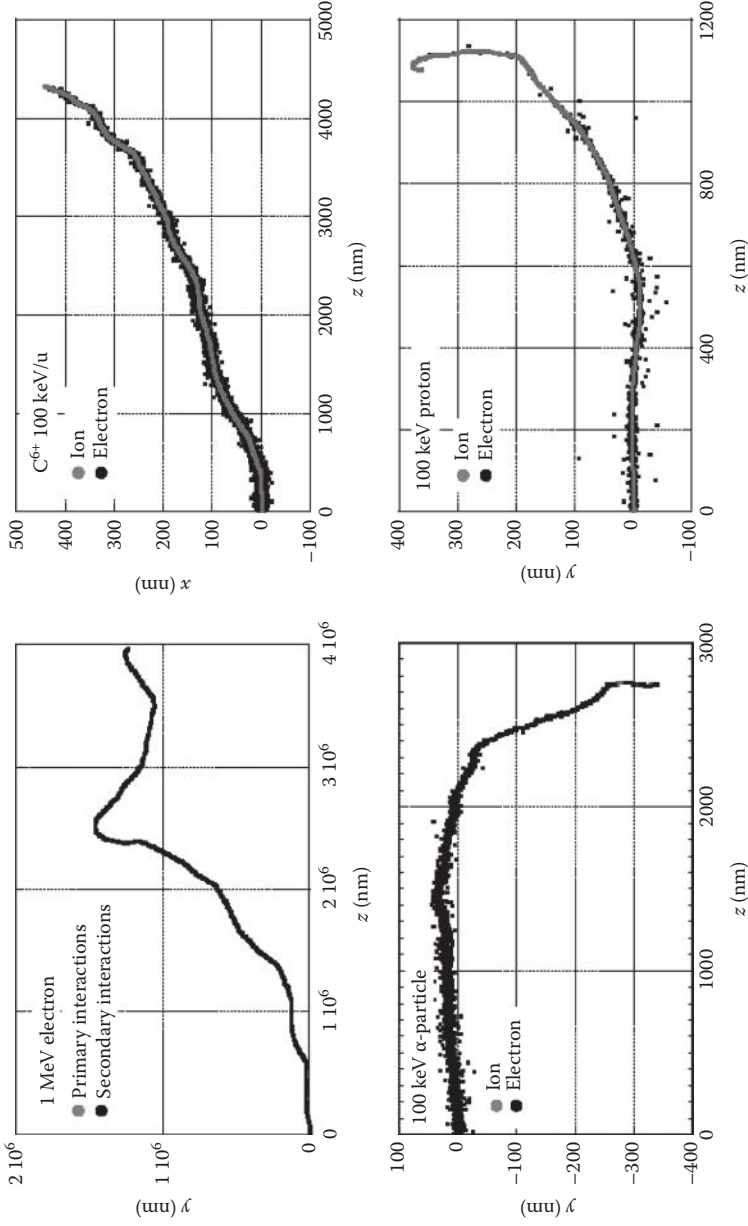 1 MeV electron
Primary interactions
Secondary interactions
y (nm)
2 10⁶
1 10⁶
0
0 1 10⁶ 2 10⁶ 3 10⁶ 4 10⁶
z (nm)
C⁶⁺ 100 keV/u
Ion
Electron
x (nm)
500
400
300
200
100
0
−100
0 1000 2000 3000 4000 5000
z (nm)
100 keV α-particle
Ion
Electron
y (nm)
100
0
−100
−200
−300
−400
0 1000 2000 3000
z (nm)
100 keV proton
Ion
Electron
y (nm)
400
300
200
100
0
−100
0 400 800 1200
z (nm)